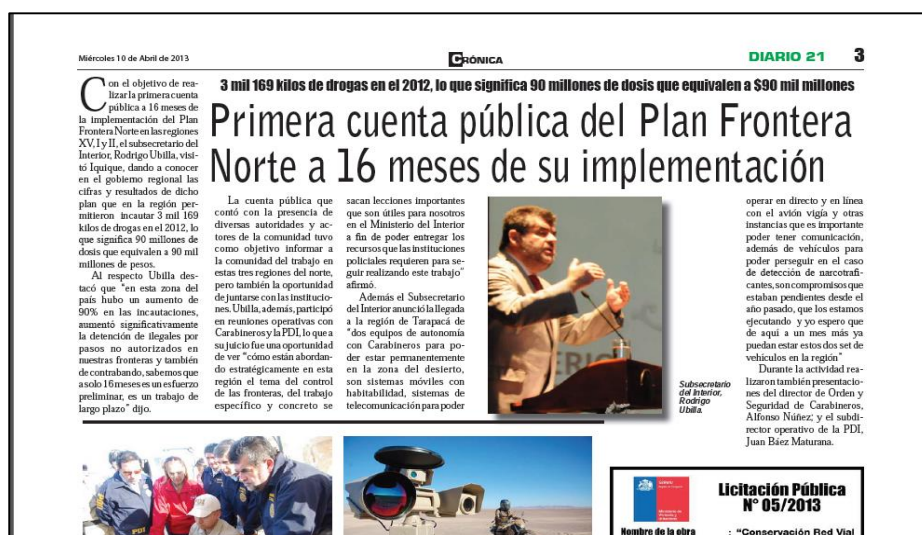 Miércoles 10 de Abril de 2013
CRÓNICA
DIARIO 21
3
3 mil 169 kilos de drogas en el 2012, lo que significa 90 millones de dosis que equivalen a $90 mil millones
Primera cuenta pública del Plan Frontera
Norte a 16 meses de su implementación
Con el objetivo de rea-
lizar la primera cuenta
pública a 16 meses de
la implementación del Plan
Frontera Norte en las regiones
XV, I y II, el subsecretario del
Interior, Rodrigo Ubilla, visi-
tó Iquique, dando a conocer
en el gobierno regional las
cifras y resultados de dicho
plan que en la región per-
mitieron incautar 3 mil 169
kilos de drogas en el 2012, lo
que significa 90 millones de
dosis que equivalen a 90 mil
millones de pesos.
Al respecto Ubilla des-
tacó que "en esta zona del
país hubo un aumento de
90% en las incautaciones,
aumentó significativamente
la detención de ilegales por
pasos no autorizados en
nuestras fronteras y también
de contrabando, sabemos que
a solo 16 meses es un esfuerzo
preliminar, es un trabajo de
largo plazo" dijo.
La cuenta pública que
contó con la presencia de
diversas autoridades y ac-
tores de la comunidad tuvo
como objetivo informar a
la comunidad del trabajo en
estas tres regiones del norte,
pero también la oportunidad
de juntarse con las institucio-
nes. Ubilla, además, participó
en reuniones operativas con
Carabineros y la PDI, lo que a
su juicio fue una oportunidad
de ver "cómo están abordan-
do estratégicamente en esta
región el tema del control
de las fronteras, del trabajo
específico y concreto se
sacan lecciones importantes
que son útiles para nosotros
en el Ministerio del Interior
a fin de poder entregar los
recursos que las instituciones
policiales requieren para se-
guir realizando este trabajo"
afirmó.
Además el Subsecretario
del Interior anunció la llegada
a la región de Tarapacá de
"dos equipos de autonomía
con Carabineros para po-
der estar permanentemente
en la zona del desierto,
son sistemas móviles con
habitabilidad, sistemas de
telecomunicación para poder
Subsecretario
del Interior,
Rodrigo
Ubilla.
operar en directo y en línea
con el avión vigía y otras
instancias que es importante
poder tener comunicación,
además de vehículos para
poder perseguir en el caso
de detección de narcotrafi-
cantes, son compromisos que
estaban pendientes desde el
año pasado, que los estamos
ejecutando y yo espero que
de aquí a un mes más ya
puedan estar estos dos set de
vehículos en la región"
Durante la actividad rea-
lizaron también presentacio-
nes del director de Orden y
Seguridad de Carabineros,
Alfonso Núñez; y el subdi-
rector operativo de la PDI,
Juan Báez Maturana.
PDI
Licitación Pública
N° 05/2013
Nombre de la obra : "Conservación Red Vial